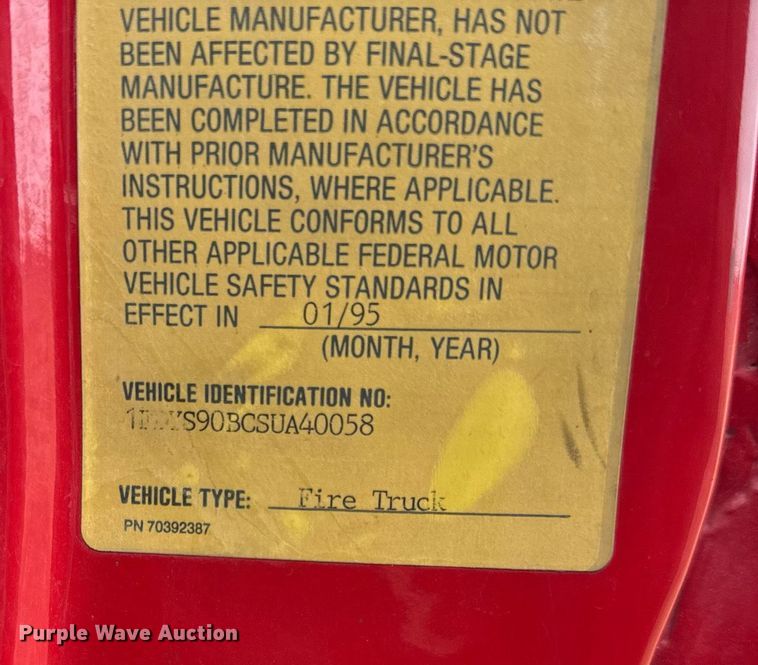 VEHICLE MANUFACTURER, HAS NOT
BEEN AFFECTED BY FINAL-STAGE
MANUFACTURE. THE VEHICLE HAS
BEEN COMPLETED IN ACCORDANCE
WITH PRIOR MANUFACTURER'S
INSTRUCTIONS, WHERE APPLICABLE.
THIS VEHICLE CONFORMS TO ALL
OTHER APPLICABLE FEDERAL MOTOR
VEHICLE SAFETY STANDARDS IN
EFFECT IN 01/95
(MONTH, YEAR)
VEHICLE IDENTIFICATION NO:
VEHICLE TYPE: Fire Truck
PN 70392387
Purple Wave Auction